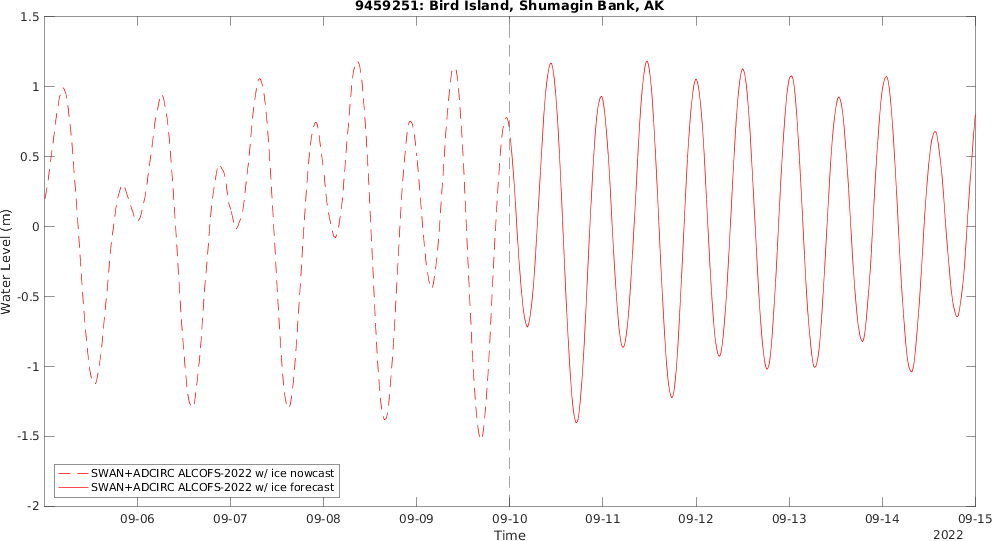 9459251: Bird Island, Shumagin Bank, AK
1.5
1
0.5
0
-0.5
-1
-1.5
-2
Water Level (m)
SWAN+ADCIRC ALCOFS-2022 w/ ice nowcast
SWAN+ADCIRC ALCOFS-2022 w/ ice forecast
09-06 09-07 09-08 09-09 09-10 09-11 09-12 09-13 09-14 09-15
Time
2022